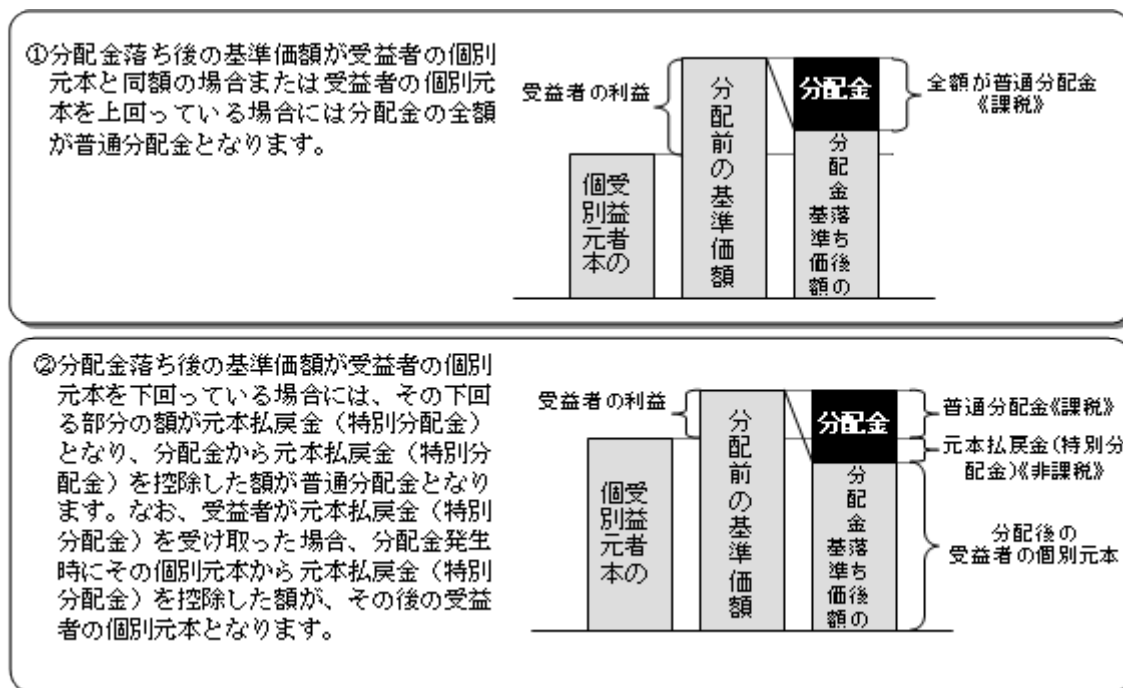 ①分配金落ち後の基準価額が受益者の個別
元本と同額の場合または受益者の個別元
本を上回っている場合には分配金の全額
が普通分配金となります。
受益者の利益
受益者の
個別元本
分配前の基準価額
分配金
分配金落ち後の
基準価額
全額が普通分配金
《課税》
②分配金落ち後の基準価額が受益者の個別
元本を下回っている場合には、その下回
る部分の額が元本払戻金（特別分配金）
となり、分配金から元本払戻金（特別分
配金）を控除した額が普通分配金となり
ます。なお、受益者が元本払戻金（特別
分配金）を受け取った場合、分配金発生
時にその個別元本から元本払戻金（特別
分配金）を控除した額が、その後の受益
者の個別元本となります。
受益者の利益
受益者の
個別元本
分配前の基準価額
分配金
分配金落ち後の
基準価額
普通分配金《課税》
元本払戻金(特別分
配金)《非課税》
分配後の
受益者の個別元本